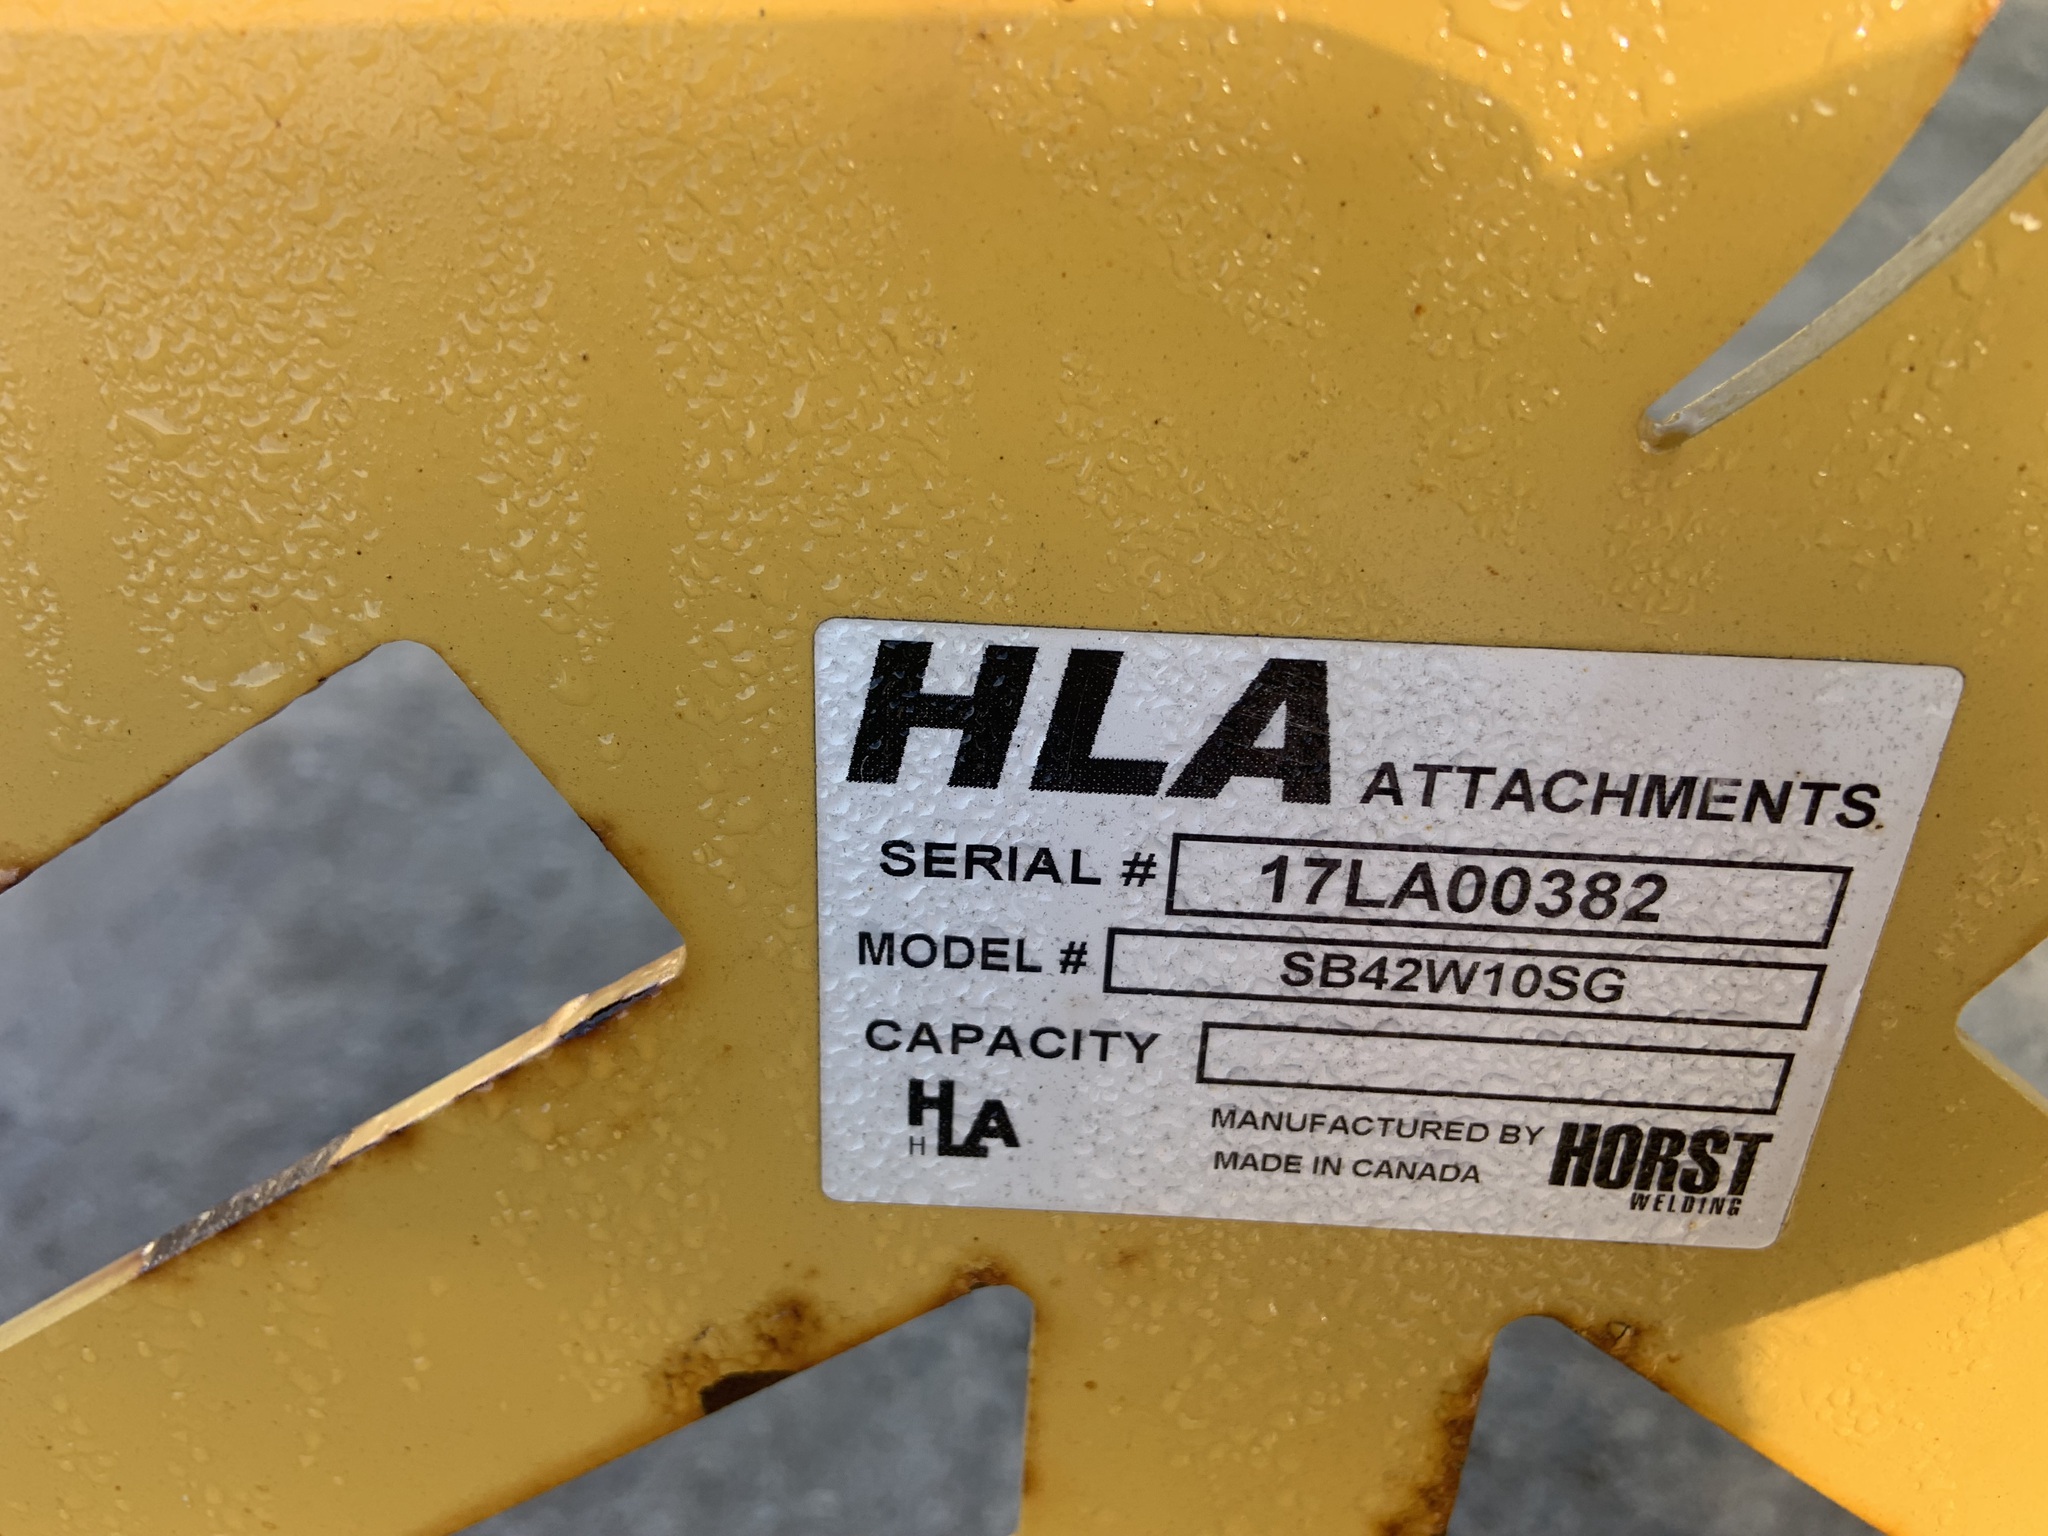 HLA ATTACHMENTS
SERIAL # 17LA00382
MODEL # SB42W10SG
CAPACITY
HLA
H
MANUFACTURED BY HORST
MADE IN CANADA WELDING